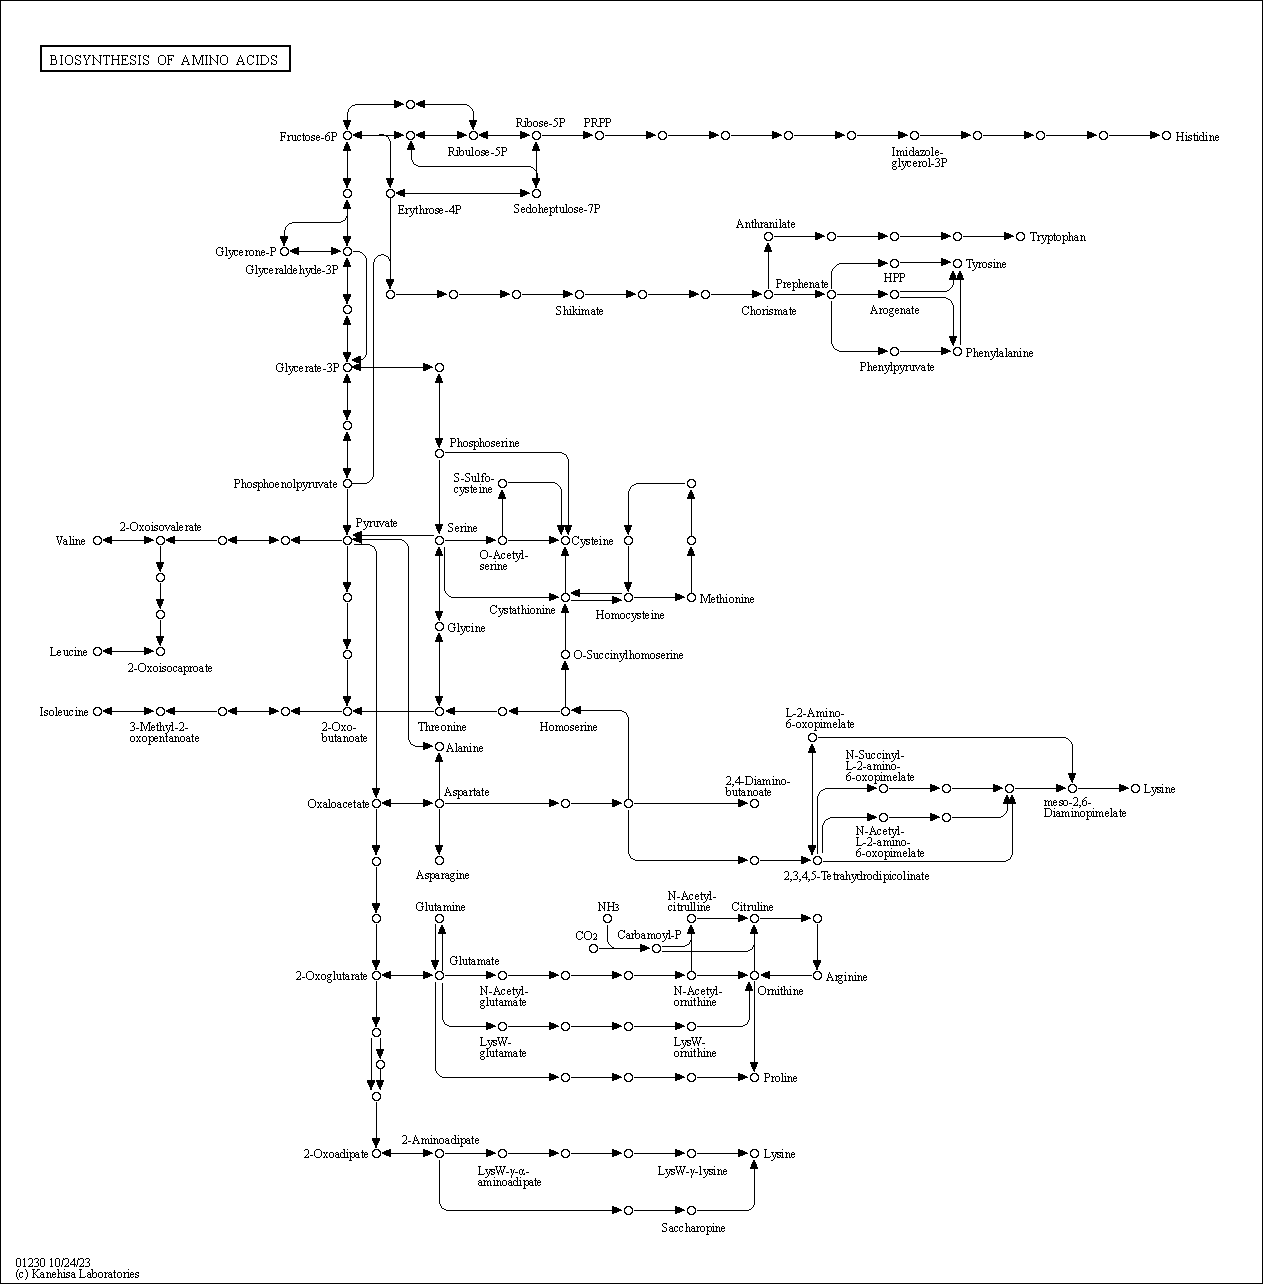 BIOSYNTHESIS OF AMINO ACIDS
Fructose-6P
Ribulose-5P
Ribose-5P
PRPP
Imidazole-
glycerol-3P
Histidine
Erythrose-4P
Sedoheptulose-7P
Glycerone-P
Glyceraldehyde-3P
Anthranilate
Tryptophan
Shikimate
Chorismate
Prephenate
HPP
Tyrosine
Arogenate
Phenylpyruvate
Phenylalanine
Glycerate-3P
Phosphoserine
Phosphoenolpyruvate
S-Sulfo-
cysteine
Valine
2-Oxoisovalerate
Pyruvate
Serine
O-Acetyl-
serine
Cysteine
Cystathionine
Homocysteine
Methionine
Glycine
Leucine
2-Oxoisocaproate
O-Succinylhomoserine
Isoleucine
3-Methyl-2-
oxopentanoate
2-Oxo-
butanoate
Threonine
Homoserine
Alanine
L-2-Amino-
6-oxopimelate
N-Succinyl-
L-2-amino-
6-oxopimelate
Oxaloacetate
Aspartate
2,4-Diamino-
butanoate
meso-2,6-
Diaminopimelate
Lysine
N-Acetyl-
L-2-amino-
6-oxopimelate
Asparagine
2,3,4,5-Tetrahydrodipicolinate
Glutamine
NH3
CO2
Carbamoyl-P
N-Acetyl-
citrulline
Citruline
2-Oxoglutarate
Glutamate
N-Acetyl-
glutamate
N-Acetyl-
ornithine
Ornithine
Arginine
LysW-
glutamate
LysW-
ornithine
Proline
2-Oxoadipate
2-Aminoadipate
LysW-γ-α-
aminoadipate
LysW-γ-lysine
Lysine
Saccharopine
01230 10/24/23
(c) Kanehisa Laboratories